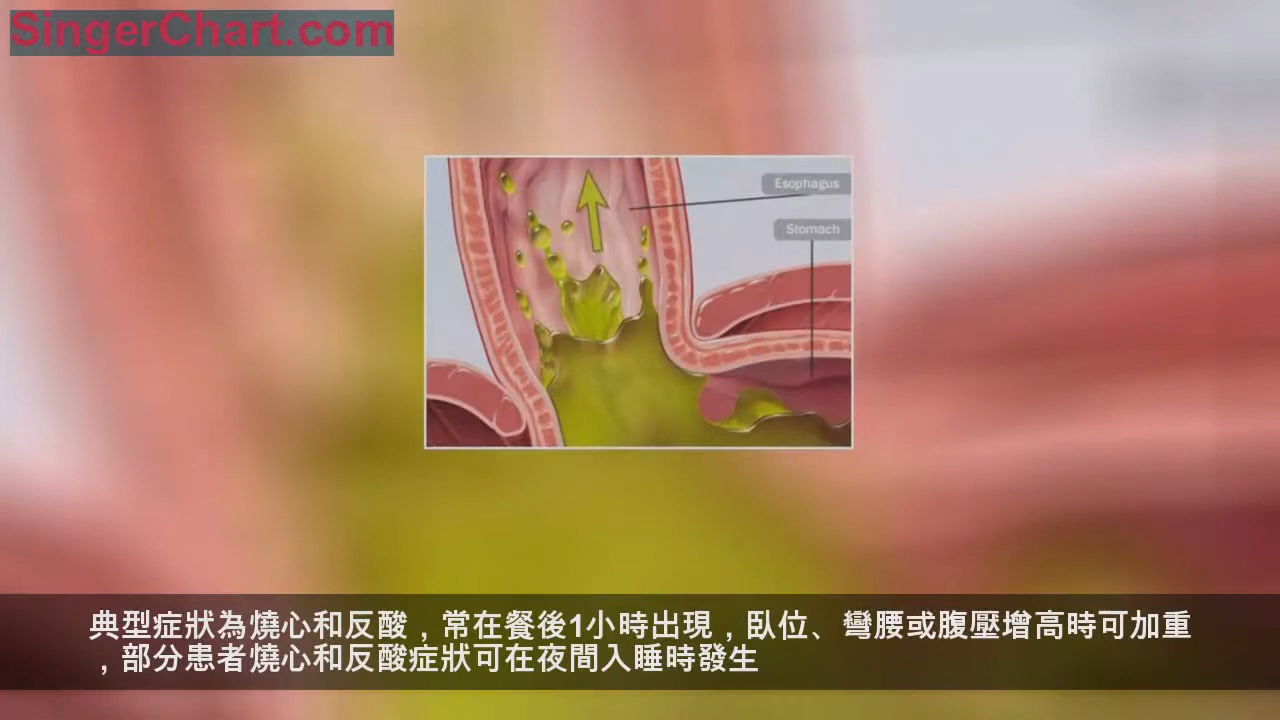 SingerChart.com
Esophagus
Stomach
典型症狀為燒心和反酸，常在餐後1小時出現，臥位、彎腰或腹壓增高時可加重
，部分患者燒心和反酸症狀可在夜間入睡時發生